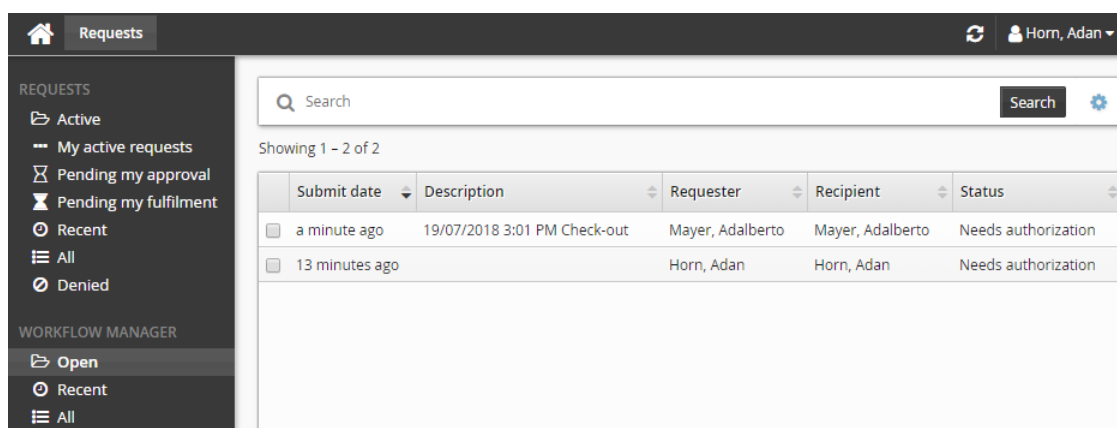 Requests
Horn, Adan
REQUESTS
Active
My active requests
Pending my approval
Pending my fulfilment
Recent
All
Denied
WORKFLOW MANAGER
Open
Recent
All
Search Search
Showing 1 – 2 of 2
Submit date Description Requester Recipient Status
a minute ago 19/07/2018 3:01 PM Check-out Mayer, Adalberto Mayer, Adalberto Needs authorization
13 minutes ago Horn, Adan Horn, Adan Needs authorization